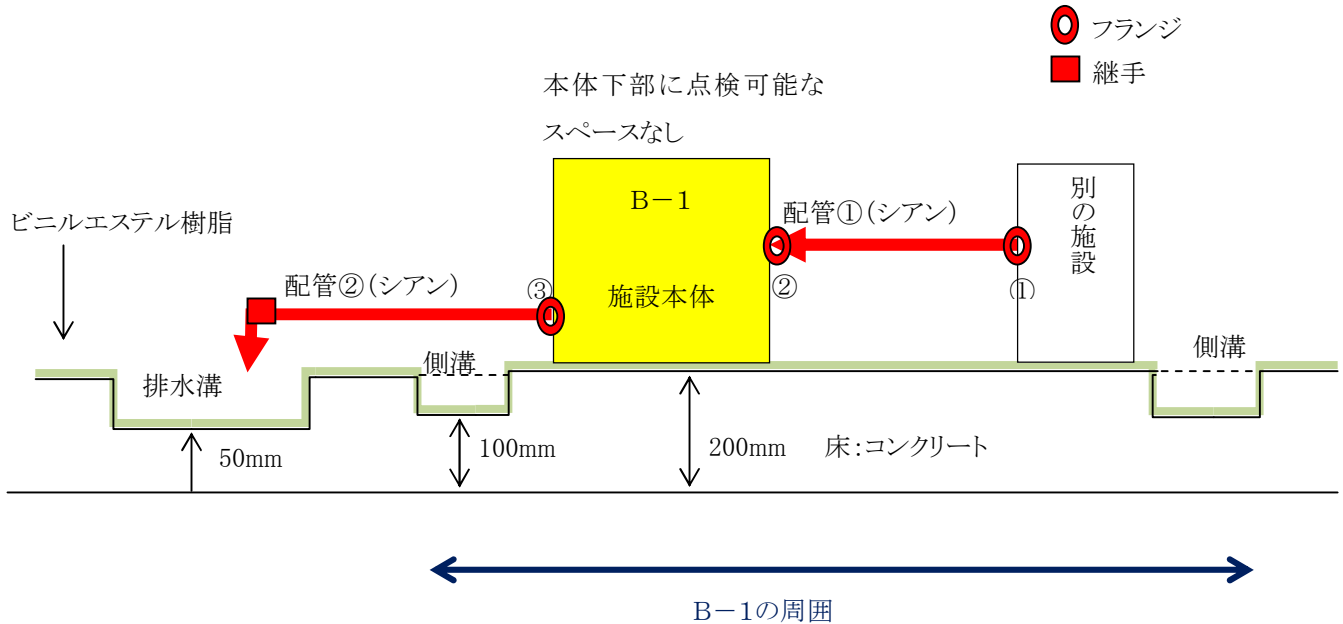 フランジ
継手
本体下部に点検可能な
スペースなし
B-1
施設本体
別の施設
配管①(シアン)
②
①
ビニルエステル樹脂
配管②(シアン)
③
側溝
側溝
排水溝
50mm
100mm
200mm
床:コンクリート
B-1の周囲